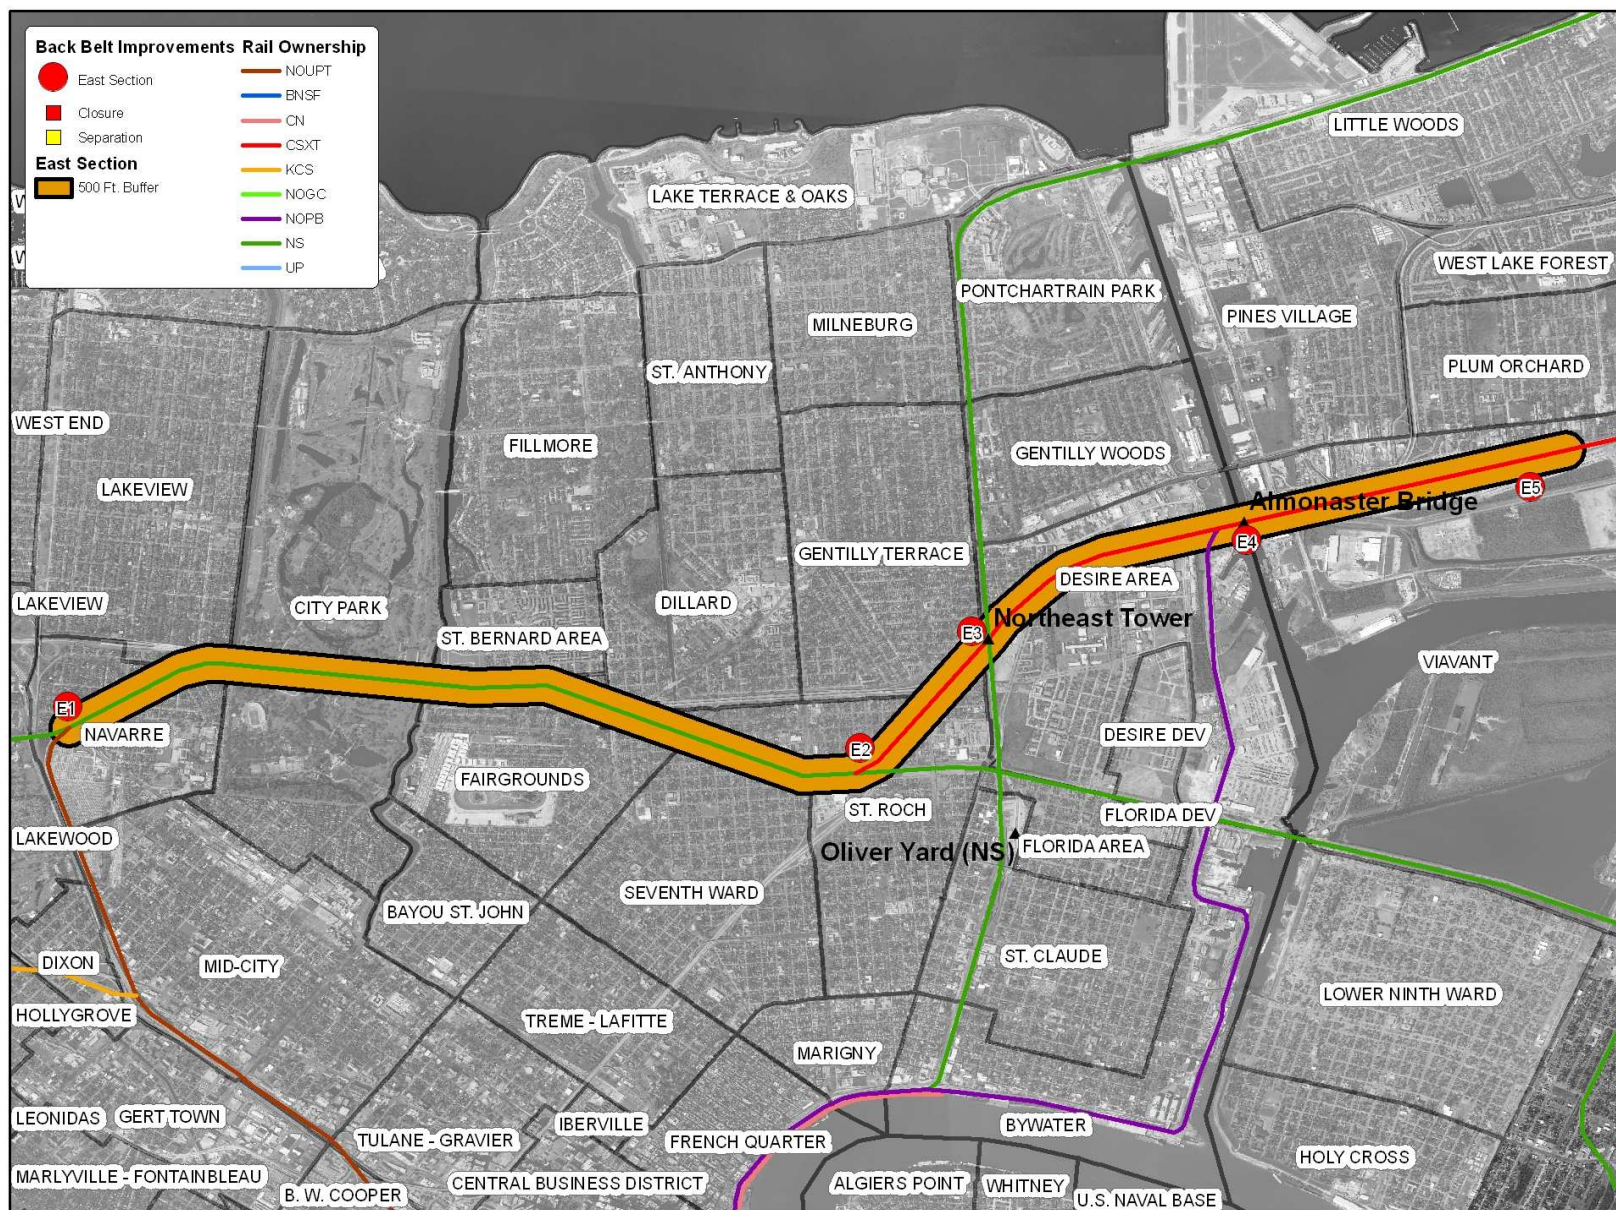 Back Belt Improvements
East Section
Closure
Separation
East Section
500 Ft. Buffer
Rail Ownership
NOUPT
BNSF
CN
CSXT
KCS
NOGC
NOPB
NS
UP
LITTLE WOODS
LAKE TERRACE & OAKS
WEST LAKE FOREST
PONTCHARTRAIN PARK
PINES VILLAGE
MILNEBURG
PLUM ORCHARD
ST. ANTHONY
WEST END
FILLMORE
GENTILLY WOODS
LAKEVIEW
E5
Almonaster Bridge
E4
GENTILLY TERRACE
DESIRE AREA
LAKEVIEW
CITY PARK
DILLARD
ST. BERNARD AREA
E3
Northeast Tower
VIAVANT
E1
NAVARRE
DESIRE DEV
E2
FAIRGROUNDS
ST. ROCH
FLORIDA DEV
LAKEWOOD
Oliver Yard (NS)
FLORIDA AREA
SEVENTH WARD
BAYOU ST. JOHN
ST. CLAUDE
DIXON
MID-CITY
LOWER NINTH WARD
HOLLYGROVE
TREME - LAFITTE
MARIGNY
LEONIDAS
GERT TOWN
IBERVILLE
BYWATER
TULANE - GRAVIER
FRENCH QUARTER
HOLY CROSS
MARLYVILLE - FONTAINBLEAU
CENTRAL BUSINESS DISTRICT
ALGIERS POINT
WHITNEY
B. W. COOPER
U.S. NAVAL BASE